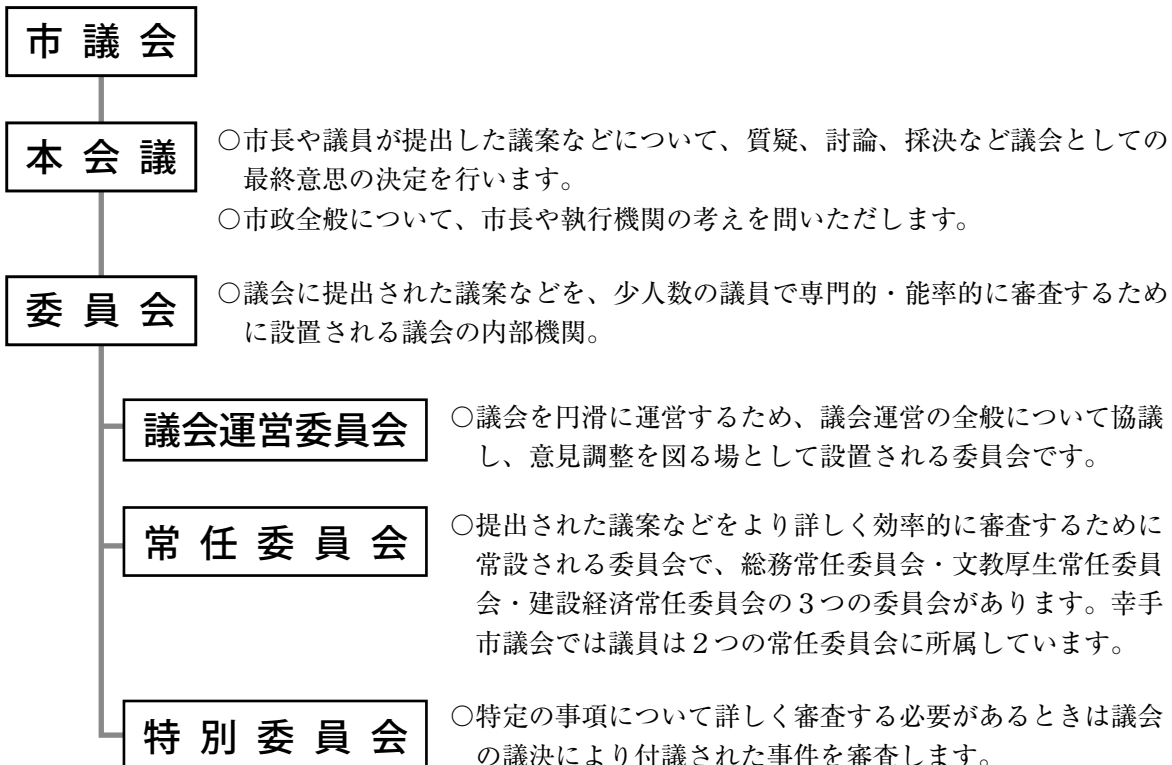 市議会
本会議
○市長や議員が提出した議案などについて、質疑、討論、採決など議会としての
最終意思の決定を行います。
○市政全般について、市長や執行機関の考えを問いただします。
委員会
○議会に提出された議案などを、少人数の議員で専門的・能率的に審査するため
に設置される議会の内部機関。
議会運営委員会
○議会を円滑に運営するため、議会運営の全般について協議
し、意見調整を図る場として設置される委員会です。
常任委員会
○提出された議案などをより詳しく効率的に審査するために
常設される委員会で、総務常任委員会・文教厚生常任委員
会・建設経済常任委員会の３つの委員会があります。幸手
市議会では議員は２つの常任委員会に所属しています。
特別委員会
○特定の事項について詳しく審査する必要があるときは議会
の議決により付議された事件を審査します。